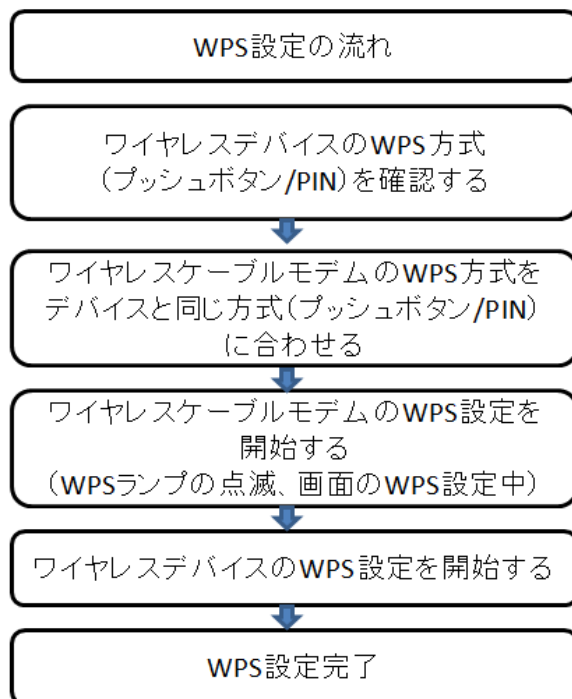 WPS設定の流れ
ワイヤレスデバイスのWPS方式
(プッシュボタン/PIN)を確認する
ワイヤレスケーブルモデムのWPS方式を
デバイスと同じ方式(プッシュボタン/PIN)
に合わせる
ワイヤレスケーブルモデムのWPS設定を
開始する
(WPSランプの点滅、画面のWPS設定中)
ワイヤレスデバイスのWPS設定を開始する
WPS設定完了